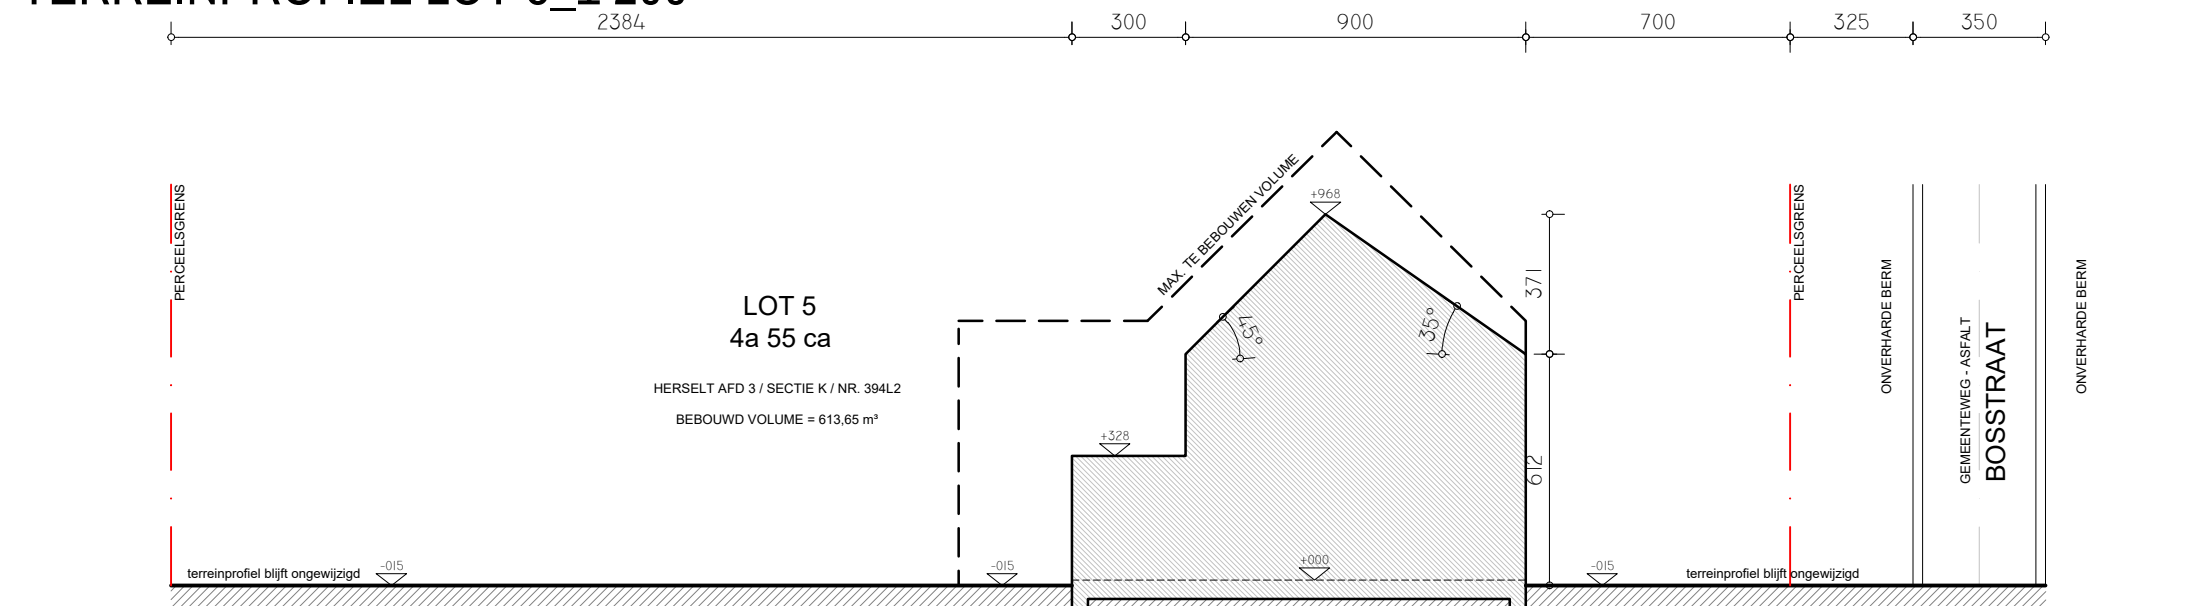 2384 300 900 700 325 350
PERCEELSGRENS
MAX. TE BEBOUWEN VOLUME
+968
PERCEELSGRENS
371
LOT 5
4a 55 ca
45°
35°
HERSELT AFD 3 / SECTIE K / NR. 394L2
BEBOUWD VOLUME = 613,65 m³
+328
612
ONVERHARDE BERM
GEMEENTEWEG - ASFALT
BOSSTRAAT
ONVERHARDE BERM
terreinprofiel blijft ongewijzigd
-015
-015
+000
-015
terreinprofiel blijft ongewijzigd